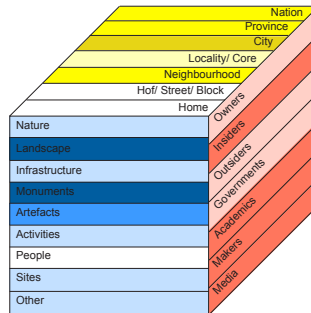 Nation
Province
City
Locality/ Core
Neighbourhood
Hof/ Street/ Block
Home
Nature
Landscape
Infrastructure
Monuments
Artefacts
Activities
People
Sites
Other
Owners
Insiders
Outsiders
Governments
Academics
Makers
Media